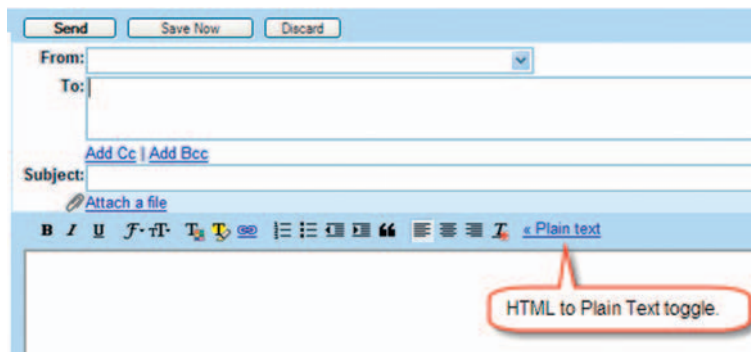 Send Save Now Discard
From:
To:
Add Cc | Add Bcc
Subject:
Attach a file
B I U F TT T T « Plain text
HTML to Plain Text toggle.